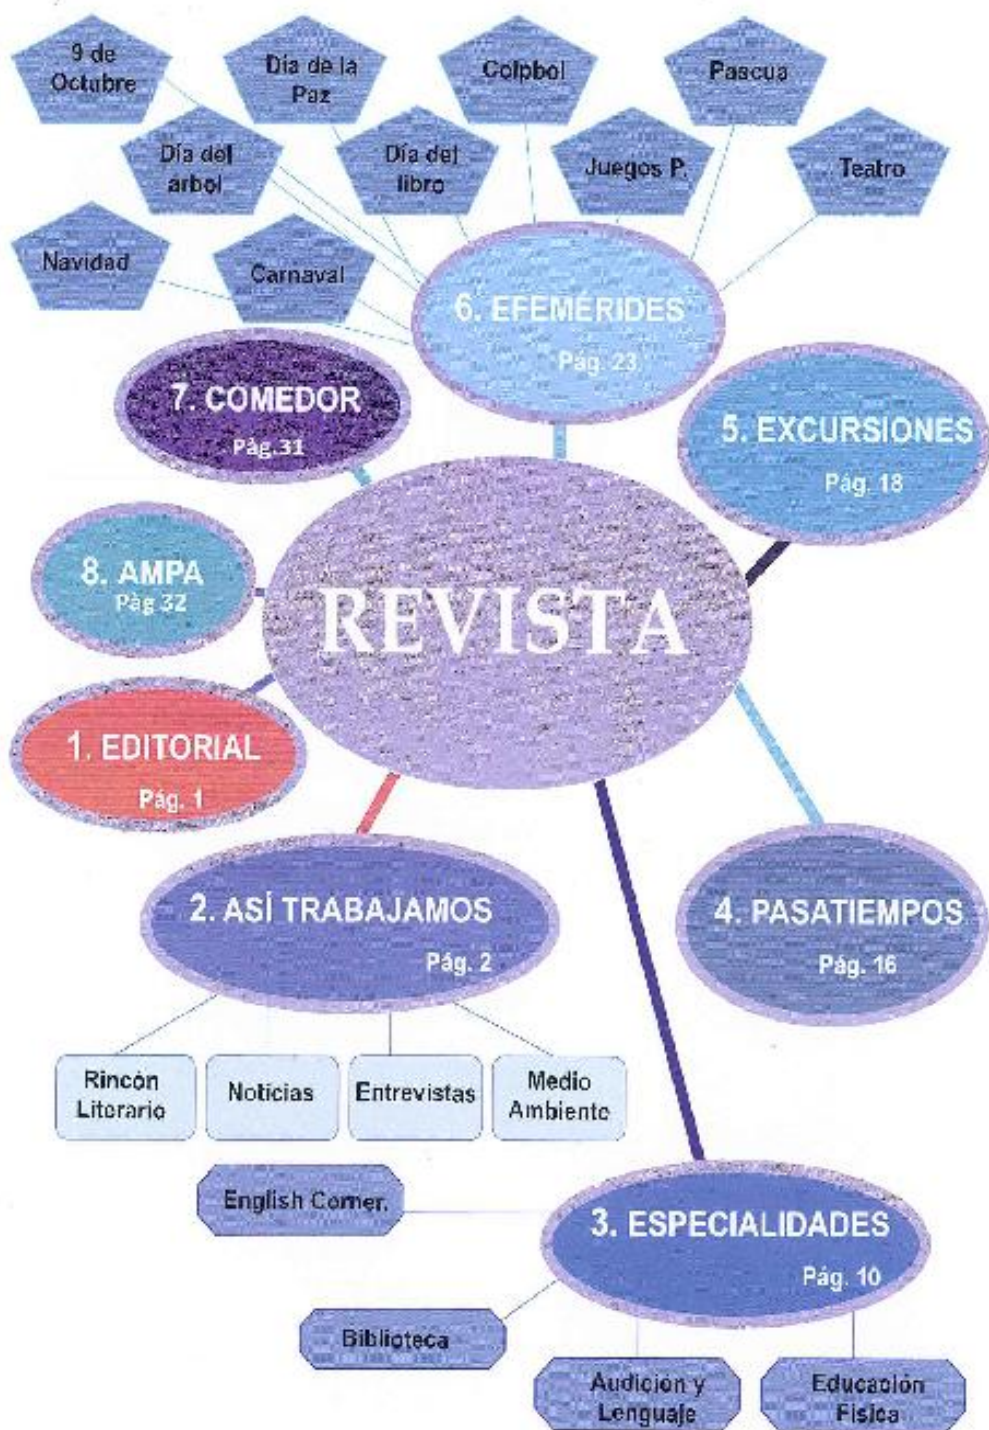 9 de
Octubre
Día de la
Paz
Colpbol
Pascua
Día del
arbol
Día del
libro
Juegos P.
Teatro
Navidad
Carnaval
6. EFEMÉRIDES
Pág. 23
7. COMEDOR
Pàg.31
5. EXCURSIONES
Pág. 18
8. AMPA
Pàg 32
REVISTA
1. EDITORIAL
Pág. 1
2. ASÍ TRABAJAMOS
Pág. 2
4. PASATIEMPOS
Pág. 16
Rincón
Literario
Noticias
Entrevistas
Medio
Ambiente
English Corner.
3. ESPECIALIDADES
Pág. 10
Biblioteca
Audición y
Lenguaje
Educación
Física